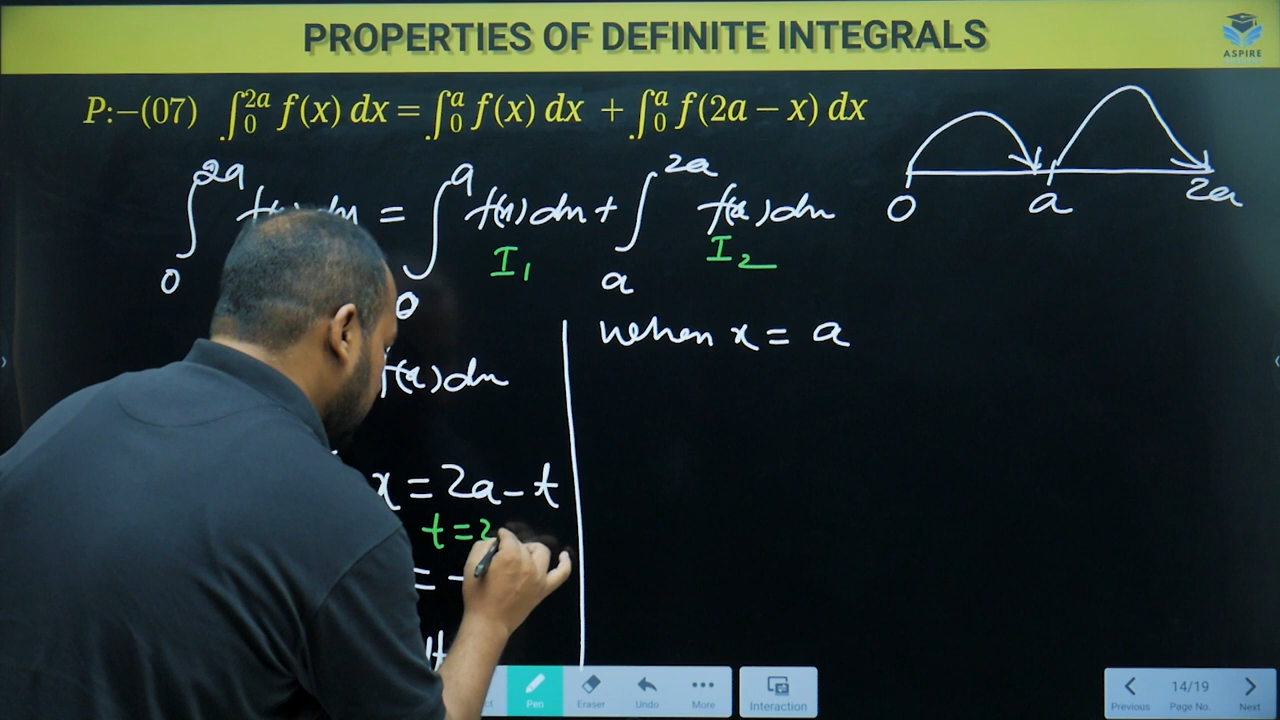 PROPERTIES OF DEFINITE INTEGRALS
ASPIRE
P:−(07) ∫₀²ᵃ f(x) dx = ∫₀ᵃ f(x) dx + ∫₀ᵃ f(2a − x) dx
0 a 2a
∫₀²ᵃ = ∫₀ᵃ f(x) dx + ∫ₐ²ᵃ f(x) dx
I₁ I₂
when x = a
f(x) dx
x = 2a − t
t = 2
= −
Pen Eraser Undo More Interaction Previous 14/19 Page No. Next